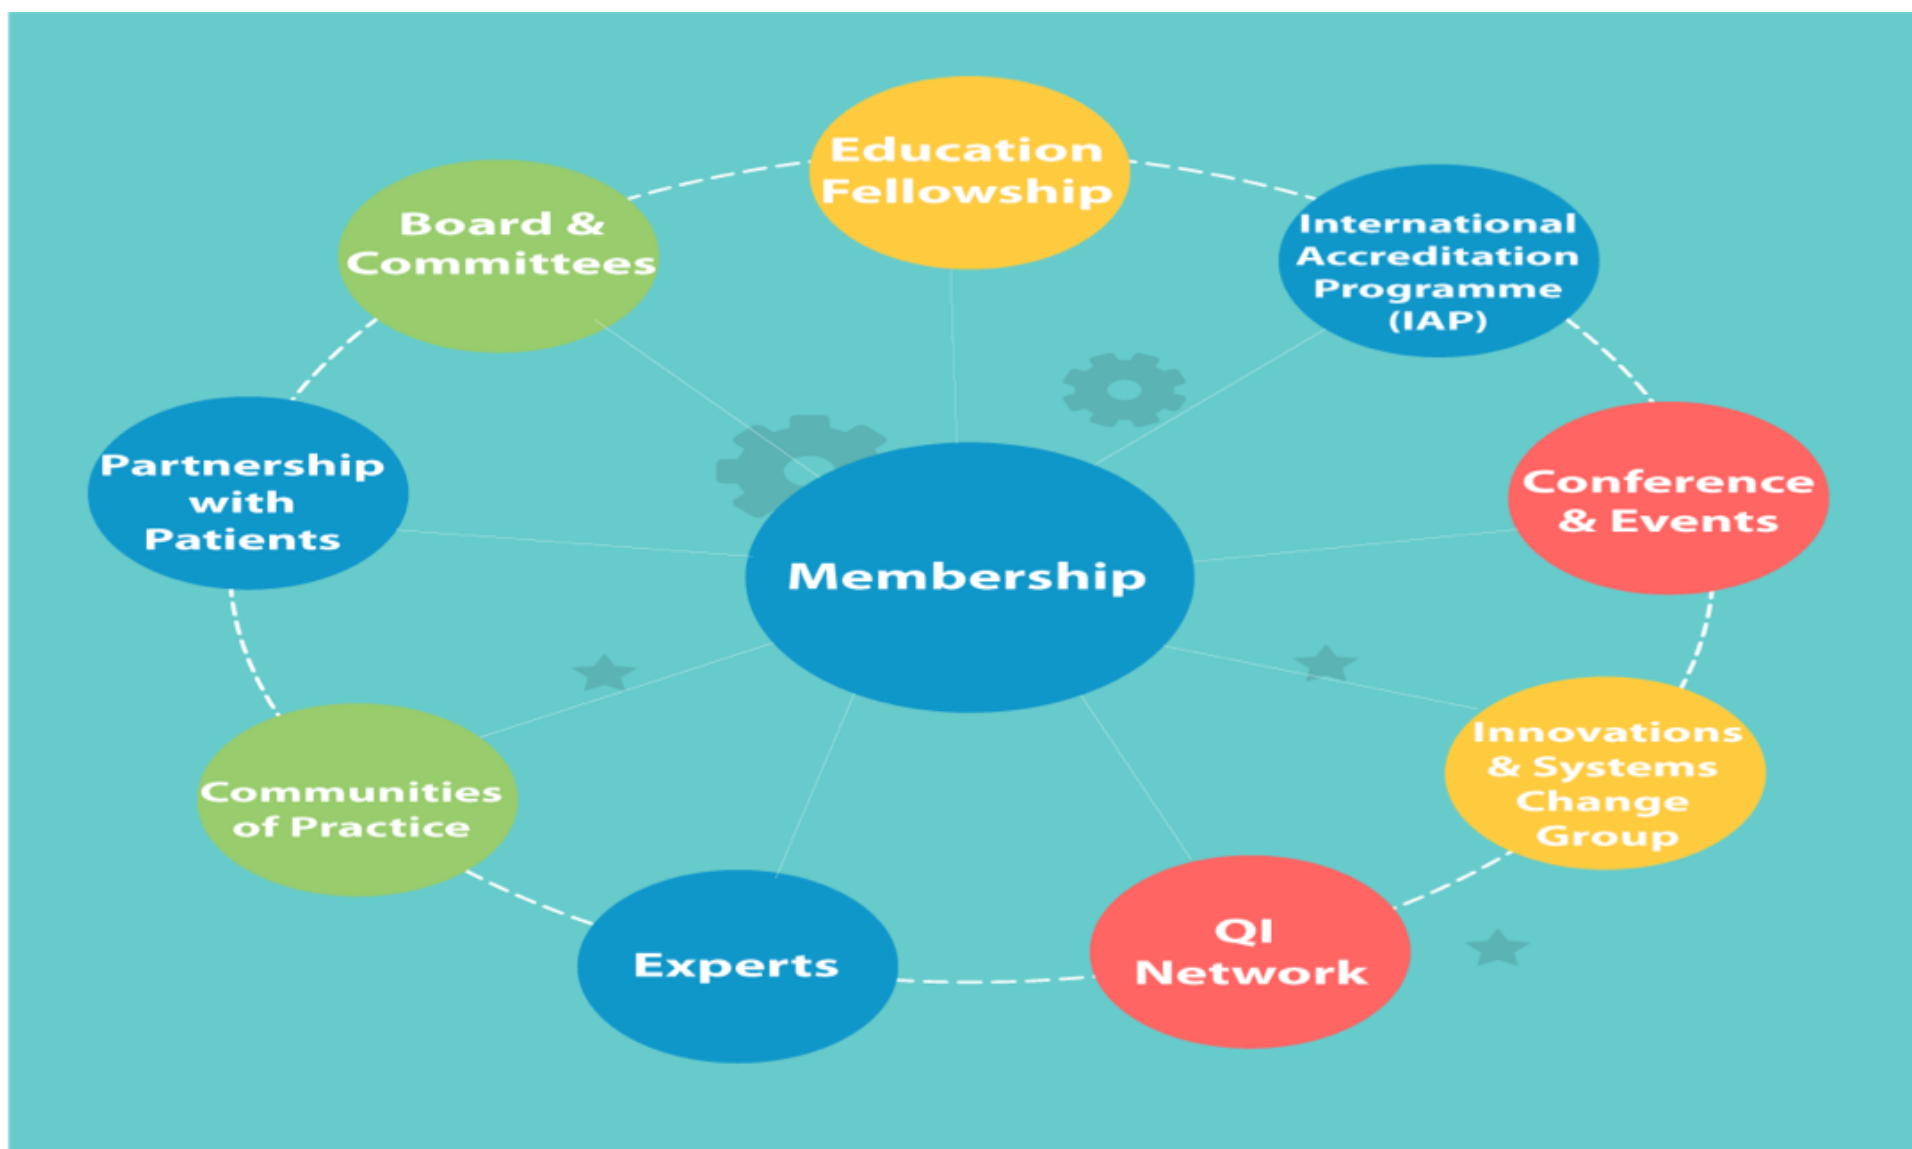 Education
Fellowship
Board &
Committees
International
Accreditation
Programme
(IAP)
Partnership
with
Patients
Conference
& Events
Membership
Innovations
& Systems
Change
Group
Communities
of Practice
Experts
QI
Network